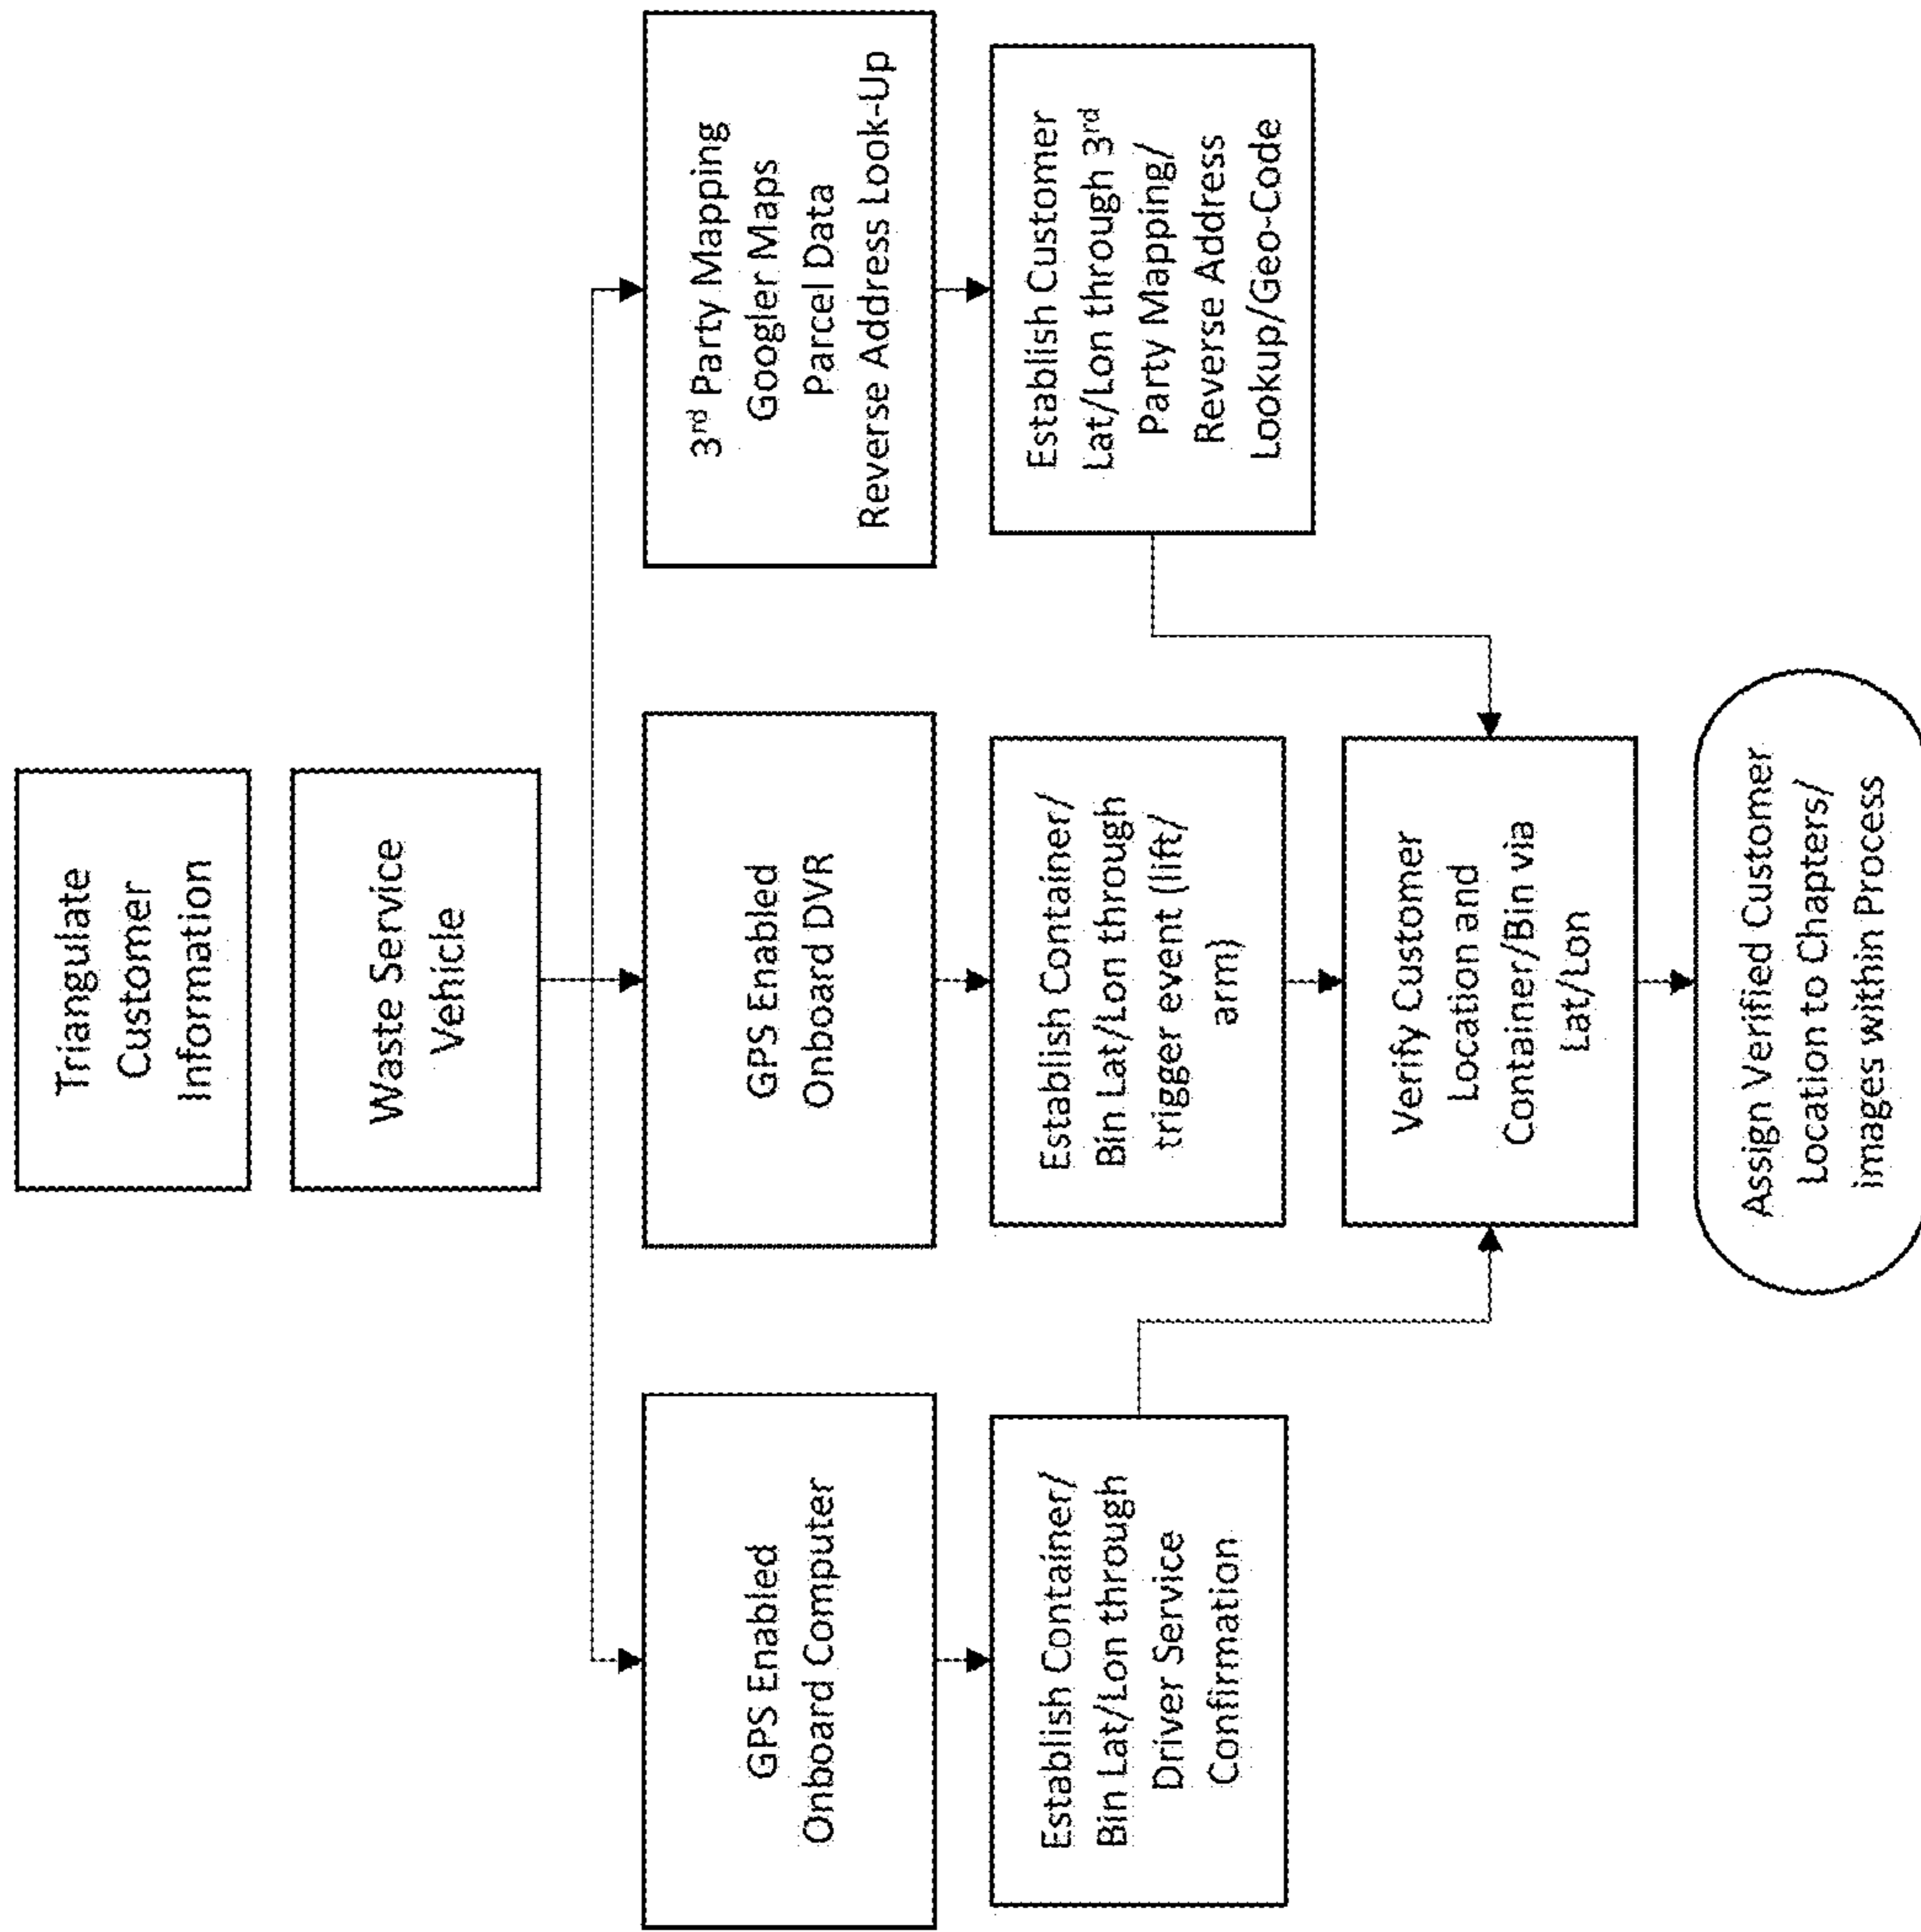 Triangulate
Customer
Information
Waste Service
Vehicle
GPS Enabled
Onboard Computer
GPS Enabled
Onboard DVR
3rd Party Mapping
Googler Maps
Parcel Data
Reverse Address Look-Up
Establish Container/
Bin Lat/Lon through
Driver Service
Confirmation
Establish Container/
Bin Lat/Lon through
trigger event (lift/
arm)
Establish Customer
Lat/Lon through 3rd
Party Mapping/
Reverse Address
Lookup/Geo-Code
Verify Customer
Location and
Container/Bin via
Lat/Lon
Assign Verified Customer
Location to Chapters/
images within Process